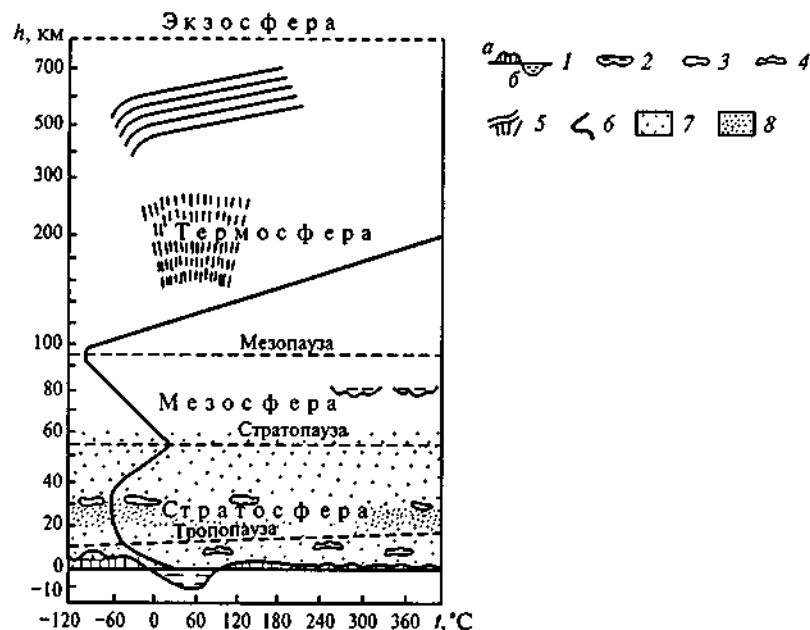 Экзосфера
h, км
700
500
400
300
Термосфера
200
Мезопауза
100
80
Мезосфера
60
Стратопауза
40
Стратосфера
20
Тропопауза
0
-10
-120 -60 0 60 120 180 240 300 360 t, °C
а б 1 2 3 4
5 6 7 8